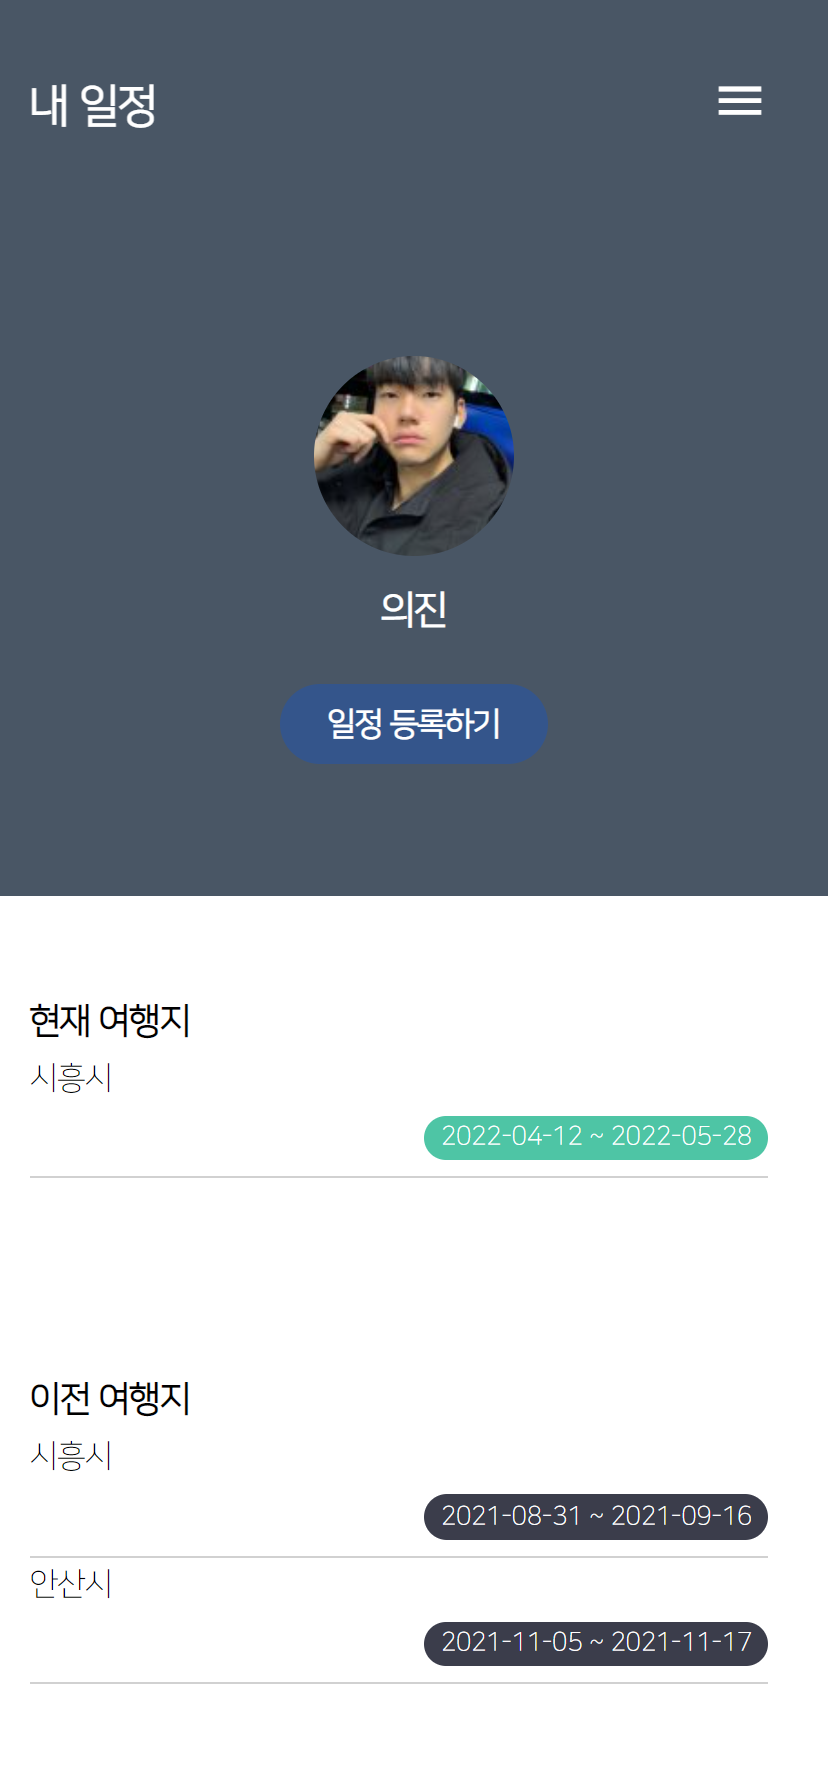 내 일정
의진
일정 등록하기
현재 여행지
시흥시
2022-04-12 ~ 2022-05-28
이전 여행지
시흥시
2021-08-31 ~ 2021-09-16
안산시
2021-11-05 ~ 2021-11-17